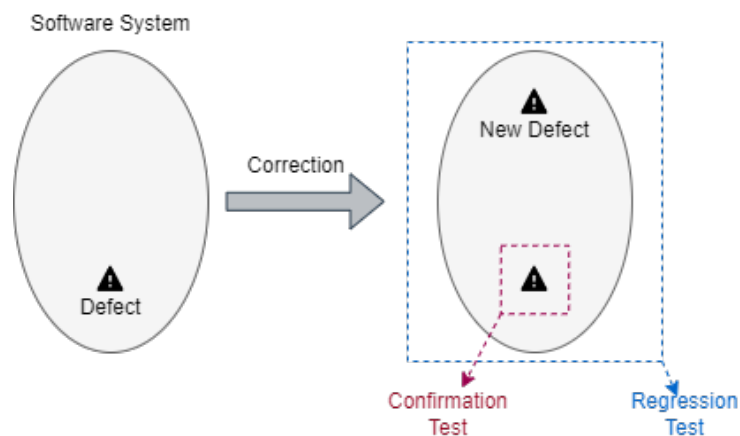 Software System
Defect
Correction
New Defect
Confirmation
Test
Regression
Test